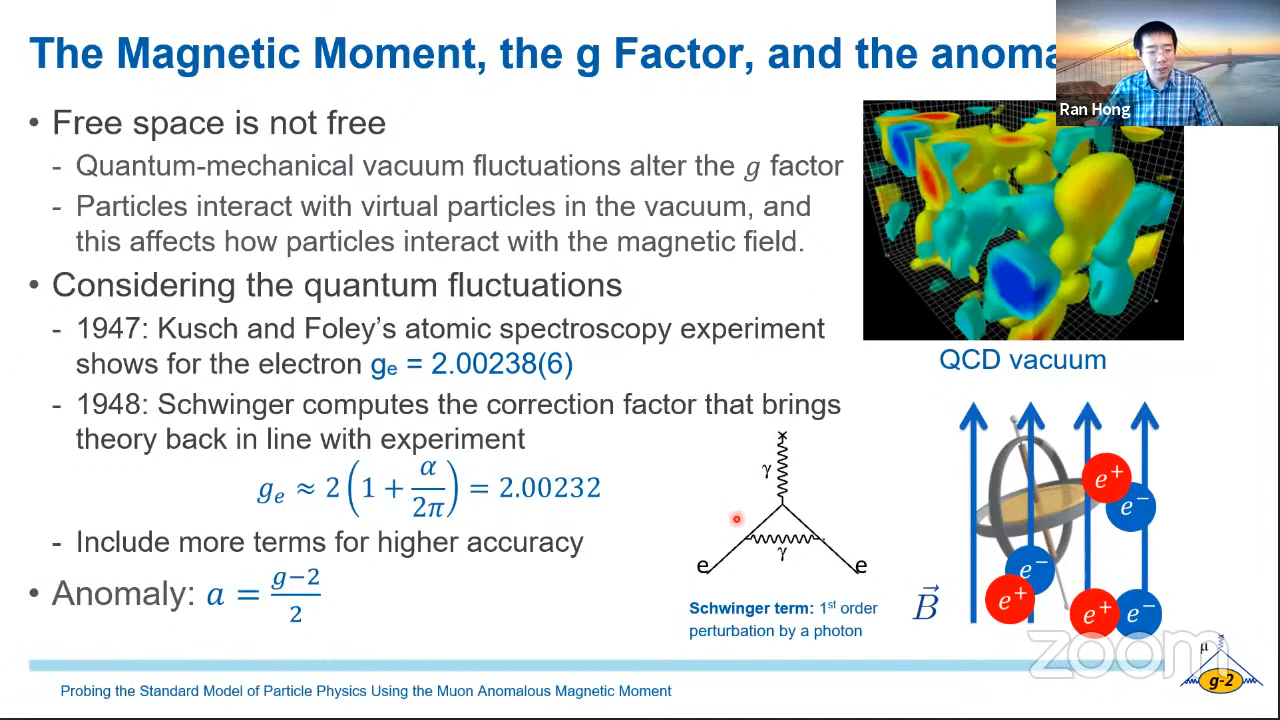 The Magnetic Moment, the g Factor, and the anoma
Ran Hong
• Free space is not free
- Quantum-mechanical vacuum fluctuations alter the g factor
- Particles interact with virtual particles in the vacuum, and
this affects how particles interact with the magnetic field.
• Considering the quantum fluctuations
- 1947: Kusch and Foley's atomic spectroscopy experiment
shows for the electron gₑ = 2.00238(6)
- 1948: Schwinger computes the correction factor that brings
theory back in line with experiment
gₑ ≈ 2(1 + α/2π) = 2.00232
- Include more terms for higher accuracy
• Anomaly: a = g−2/2
QCD vacuum
γ
γ
e
e
Schwinger term: 1st order
perturbation by a photon
B⃗
e⁺
e⁻
e⁻
e⁺
e⁺
e⁻
zoom
μ
g-2
Probing the Standard Model of Particle Physics Using the Muon Anomalous Magnetic Moment